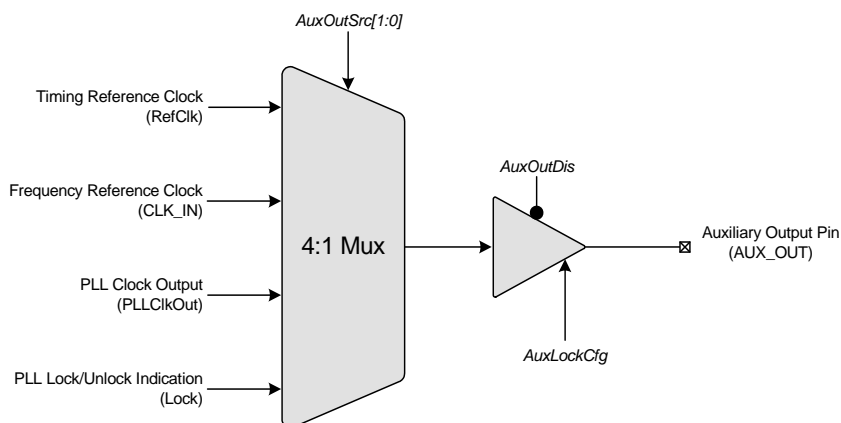 AuxOutSrc[1:0]
Timing Reference Clock
(RefClk)
Frequency Reference Clock
(CLK_IN)
PLL Clock Output
(PLLClkOut)
PLL Lock/Unlock Indication
(Lock)
4:1 Mux
AuxOutDis
AuxLockCfg
Auxiliary Output Pin
(AUX_OUT)